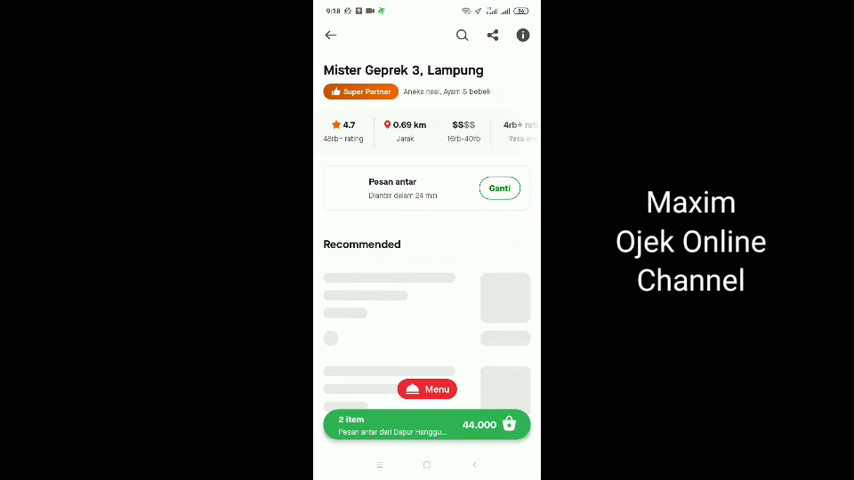 9:18
56
Mister Geprek 3, Lampung
Super Partner
Aneka nasi, Ayam & bebek
4.7
48rb+ rating
0.69 km
Jarak
$$$$
16rb-40rb
4rb+ rat
Pesan antar
Diantar dalam 24 min
Ganti
Recommended
Menu
2 item
Pesan antar dari Dapur Hanggu...
44.000
Maxim
Ojek Online
Channel